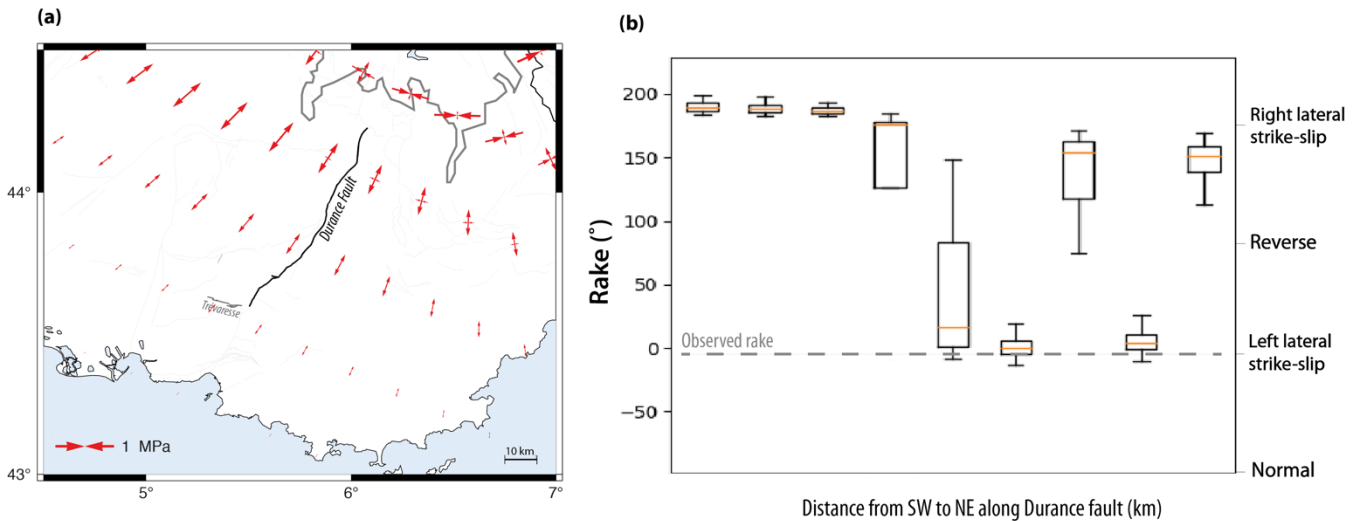 (a)
(b)
44°
43°
5°
6°
7°
Durance Fault
Trévaresse
1 MPa
10 km
Rake (°)
200
150
100
50
0
−50
Observed rake
Right lateral
strike-slip
Reverse
Left lateral
strike-slip
Normal
Distance from SW to NE along Durance fault (km)